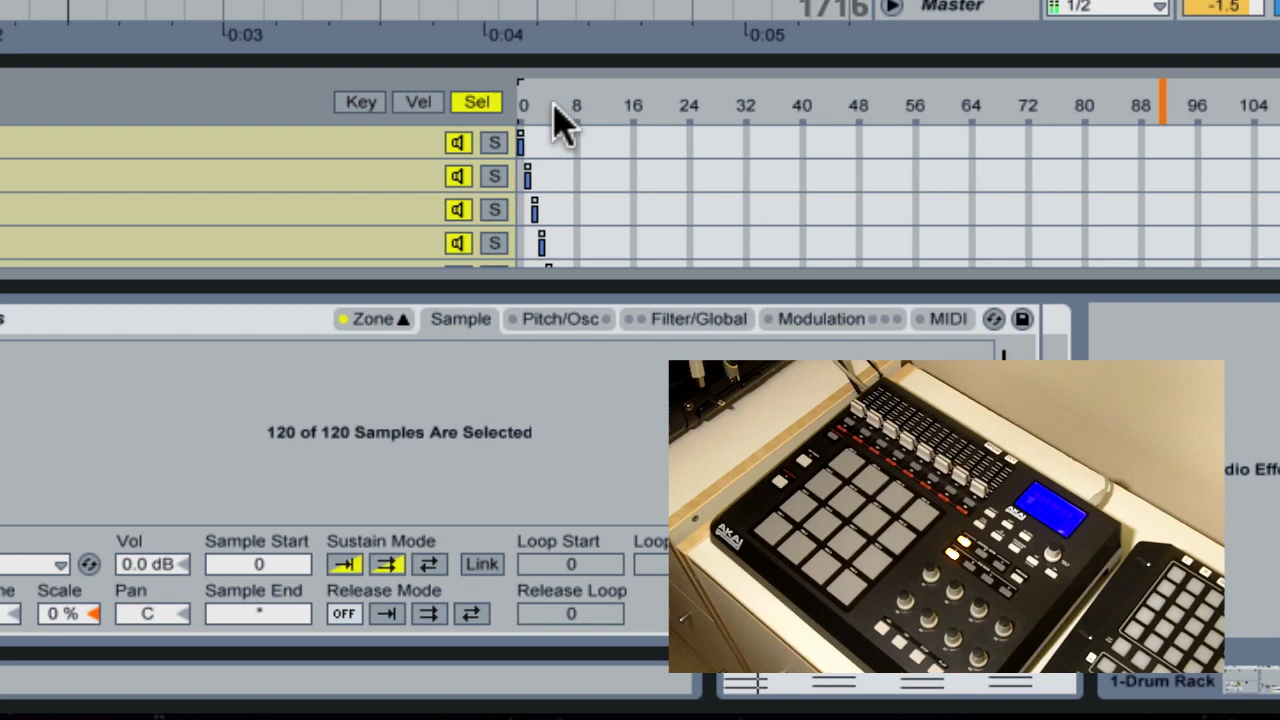 1/16 Master 1/2 -1.5
0:03 0:04 0:05
Key Vel Sel 0 8 16 24 32 40 48 56 64 72 80 88 96 104
S
S
S
S
Zone Sample Pitch/Osc Filter/Global Modulation MIDI
120 of 120 Samples Are Selected
AKAI
AKAI
Vol Sample Start Sustain Mode Loop Start
0.0 dB 0 Link 0
Scale Pan Sample End Release Mode Release Loop
0 % C * OFF 0
1-Drum Rack